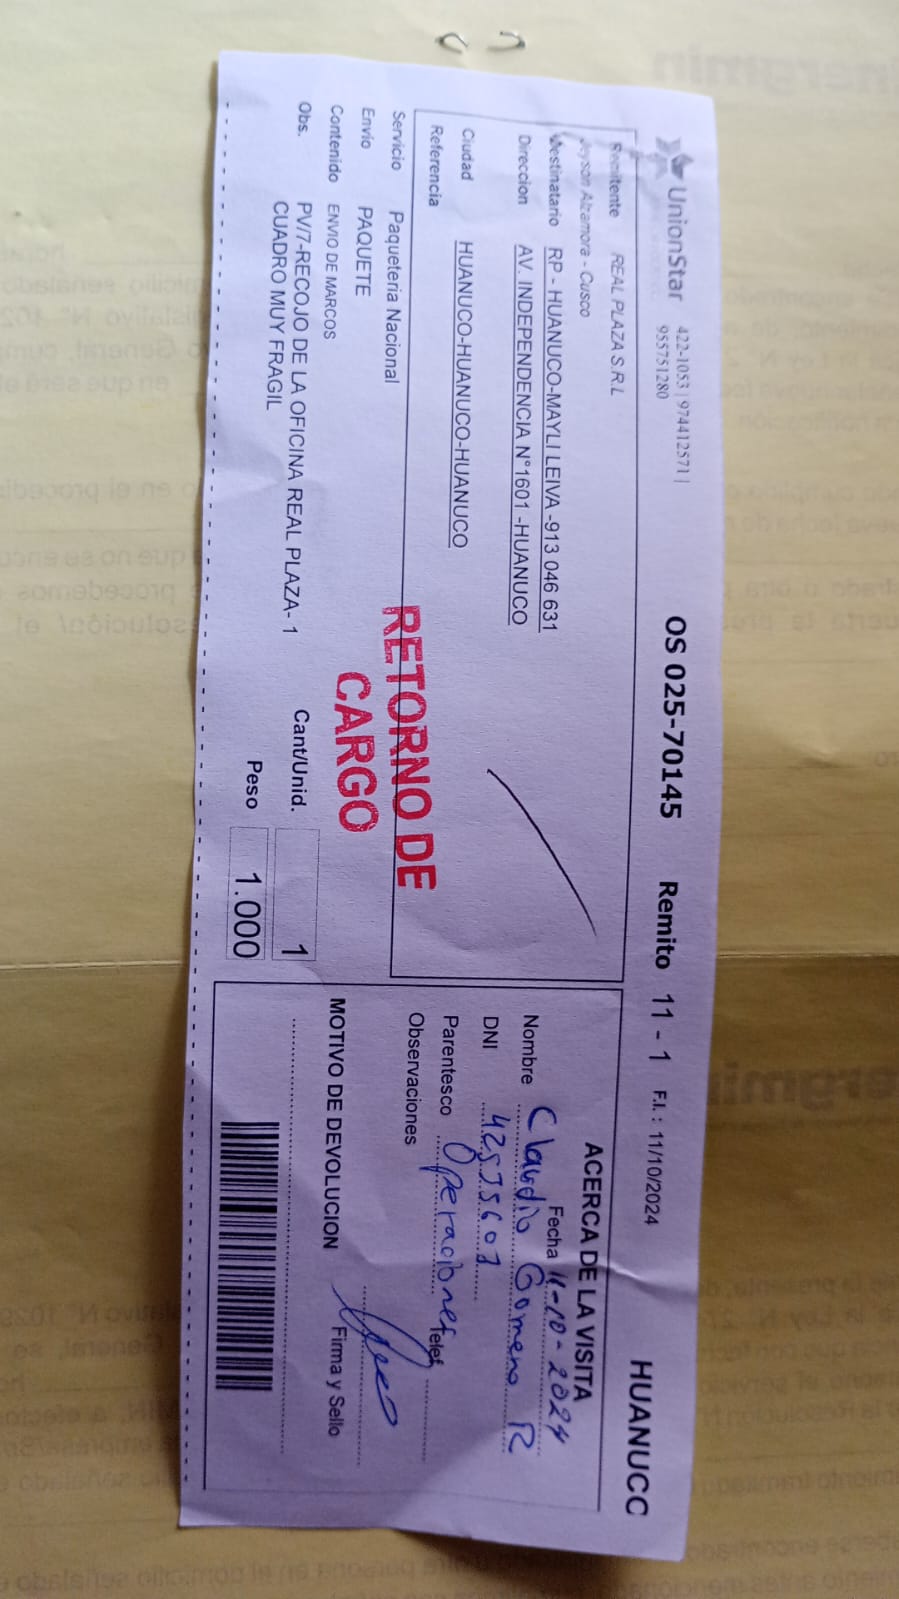 UnionStar 422-1053 | 974412571 |
955751280
OS 025-70145 Remito 11 - 1 F.I. : 11/10/2024 HUANUCC
Remitente REAL PLAZA S.R.L
Jeyson Alzamora - Cusco
Destinatario RP - HUANUCO-MAYLI LEIVA -913 046 631
Direccion AV. INDEPENDENCIA N°1601 -HUANUCO
Ciudad HUANUCO-HUANUCO-HUANUCO-HUANUCO
Referencia
Servicio Paqueteria Nacional
Envío PAQUETE
Contenido ENVIO DE MARCOS
Obs. PV/7-RECOJO DE LA OFICINA REAL PLAZA- 1
CUADRO MUY FRAGIL
RETORNO DE
CARGO
Cant/Unid. 1
Peso 1.000
ACERCA DE LA VISITA
Fecha 11-10-2024
Nombre Claudio Gomero R
DNI
Parentesco Operaciones Telef
Observaciones
MOTIVO DE DEVOLUCION Firma y Sello